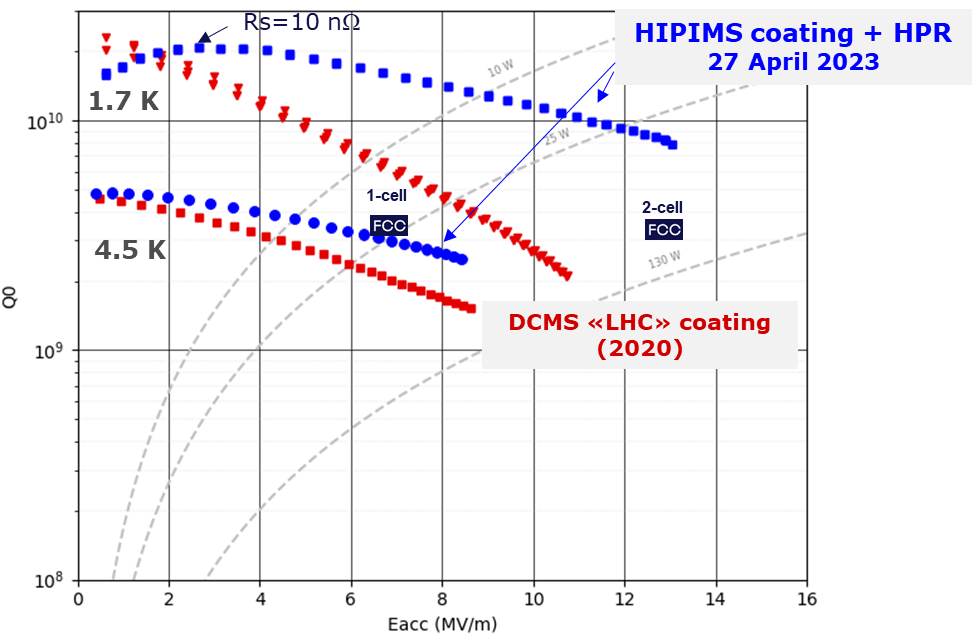 Rs=10 nΩ
HIPIMS coating + HPR
27 April 2023
10 W
1.7 K
10¹⁰
25 W
1-cell
FCC
2-cell
FCC
4.5 K
130 W
Q0
DCMS «LHC» coating
(2020)
10⁹
10⁸
0 2 4 6 8 10 12 14 16
Eacc (MV/m)